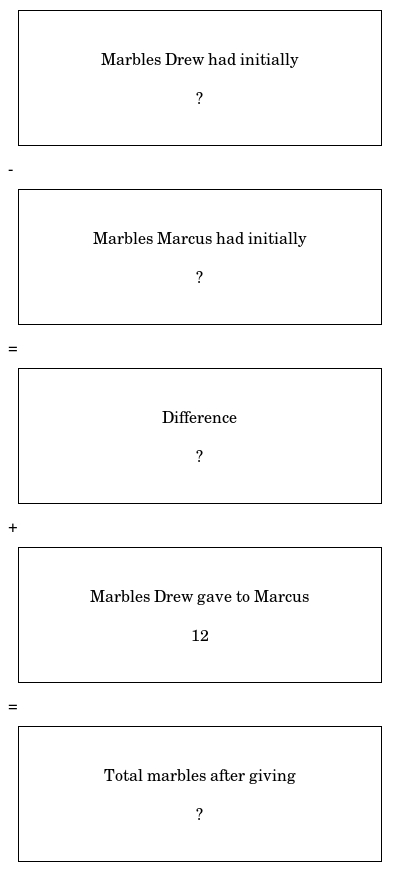 Marbles Drew had initially
?
-
Marbles Marcus had initially
?
=
Difference
?
+
Marbles Drew gave to Marcus
12
=
Total marbles after giving
?